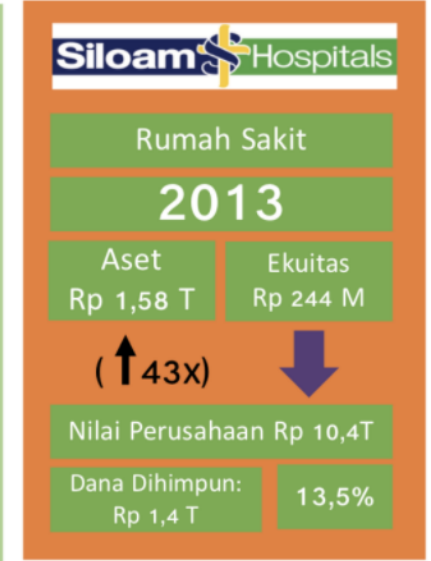 Siloam Hospitals
Rumah Sakit
2013
Aset
Rp 1,58 T
Ekuitas
Rp 244 M
(↑43x)
Nilai Perusahaan Rp 10,4T
Dana Dihimpun:
Rp 1,4 T
13,5%